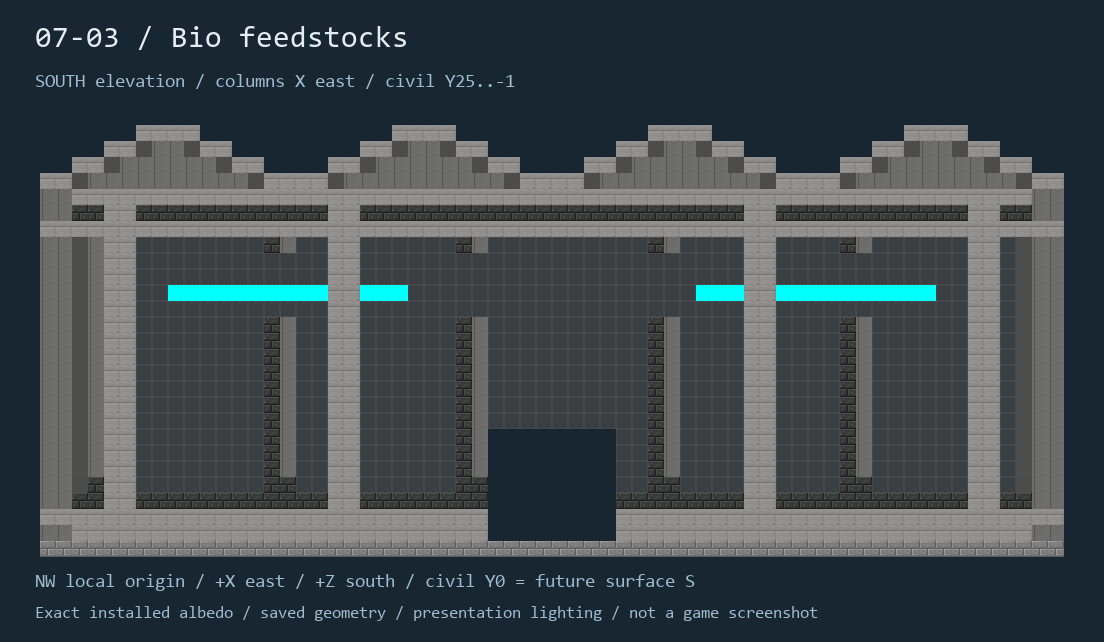 07-03 / Bio feedstocks
SOUTH elevation / columns X east / civil Y25..-1
NW local origin / +X east / +Z south / civil Y0 = future surface S
Exact installed albedo / saved geometry / presentation lighting / not a game screenshot